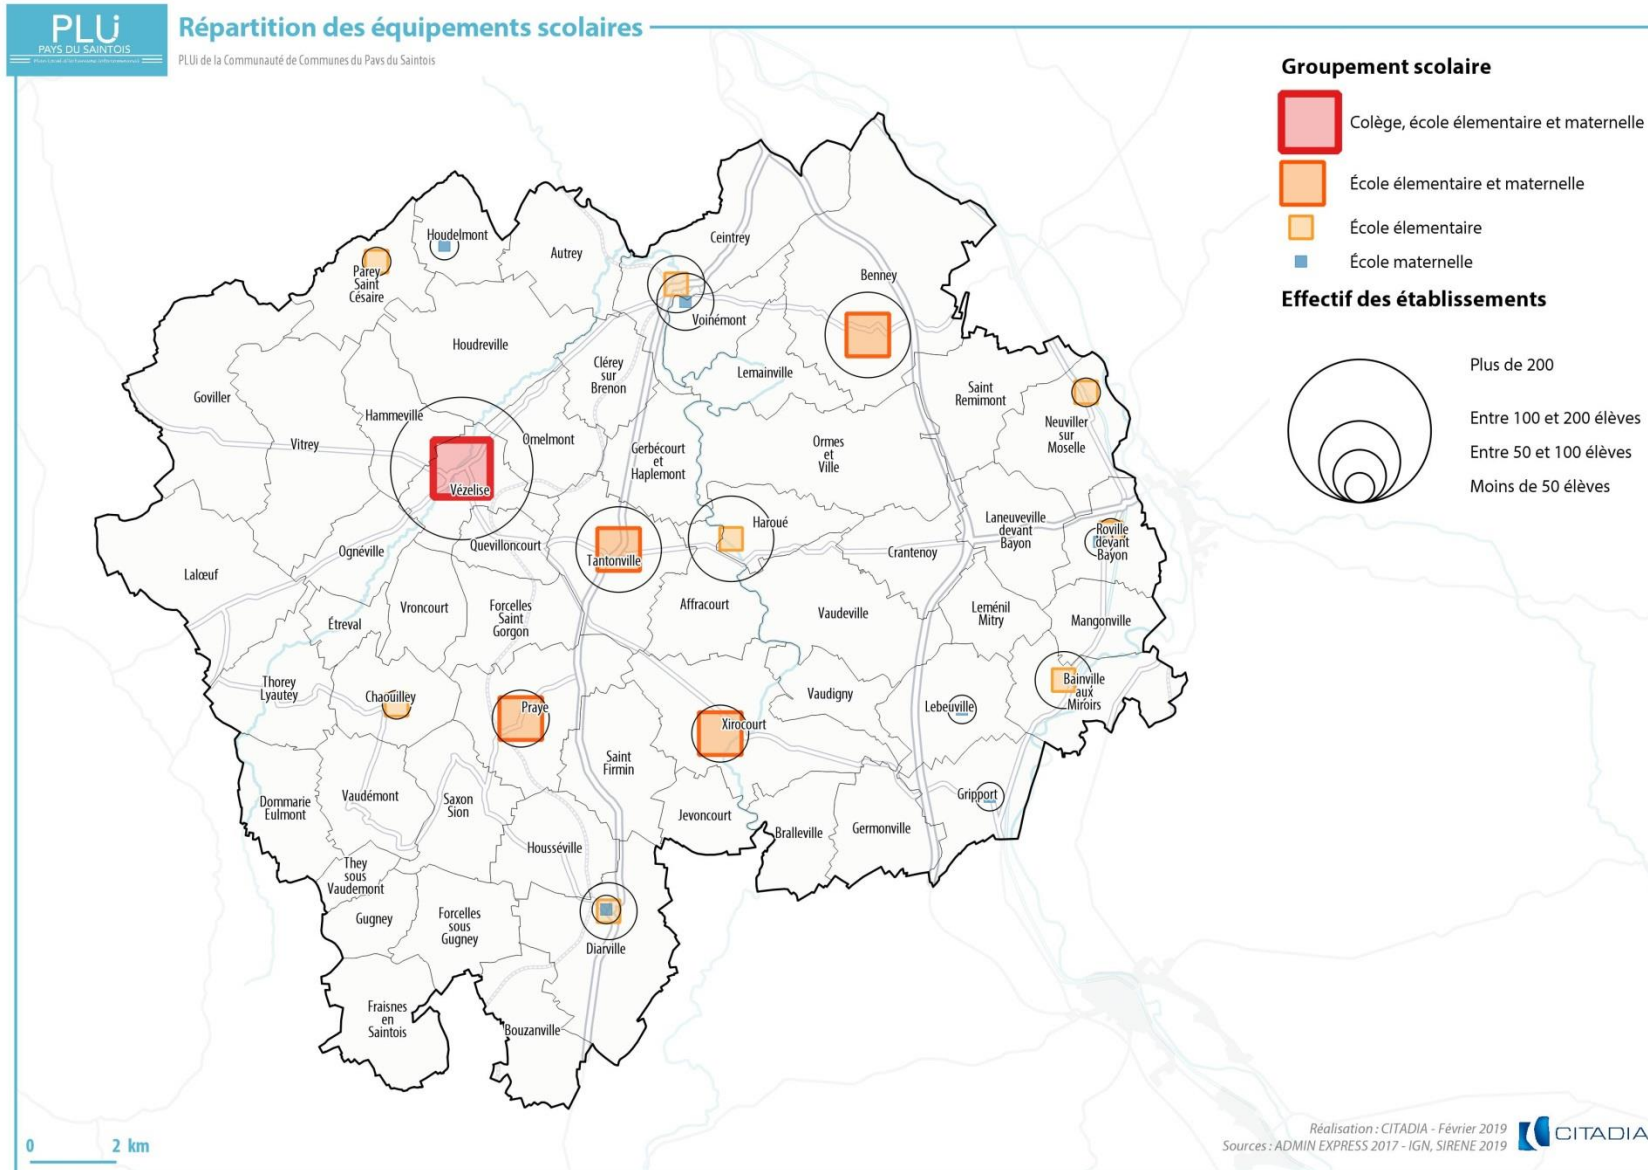 PLUi
PAYS DU SAINTOIS
Répartition des équipements scolaires
PLUi de la Communauté de Communes du Pays du Saintois
Groupement scolaire
Colège, école élementaire et maternelle
École élementaire et maternelle
École élementaire
École maternelle
Effectif des établissements
Plus de 200
Entre 100 et 200 élèves
Entre 50 et 100 élèves
Moins de 50 élèves
Houdelmont
Parey
Saint
Césaire
Autrey
Ceintrey
Benney
Voinémont
Houdreville
Clérey
sur
Brenon
Lemainville
Saint
Remimont
Neuviller
sur
Moselle
Goviller
Hammeville
Vitrey
Omelmont
Gerbécourt
et
Haplemont
Ormes
et
Ville
Vézelise
Haroué
Laneuveville
devant
Bayon
Roville
devant
Bayon
Ognéville
Quevilloncourt
Tantonville
Crantenoy
Lalœuf
Vroncourt
Forcelles
Saint
Gorgon
Affracourt
Vaudeville
Leménil
Mitry
Mangonville
Étreval
Thorey
Lyautey
Chaouilley
Praye
Xirocourt
Vaudigny
Lebeuville
Bainville
aux
Miroirs
Saint
Firmin
Dommarie
Eulmont
Vaudémont
Saxon
Sion
Jevoncourt
Gripport
Bralleville
Germonville
Housséville
They
sous
Vaudemont
Gugney
Forcelles
sous
Gugney
Diarville
Fraisnes
en
Saintois
Bouzanville
0 2 km
Réalisation : CITADIA - Février 2019
Sources : ADMIN EXPRESS 2017 - IGN, SIRENE 2019
CITADIA